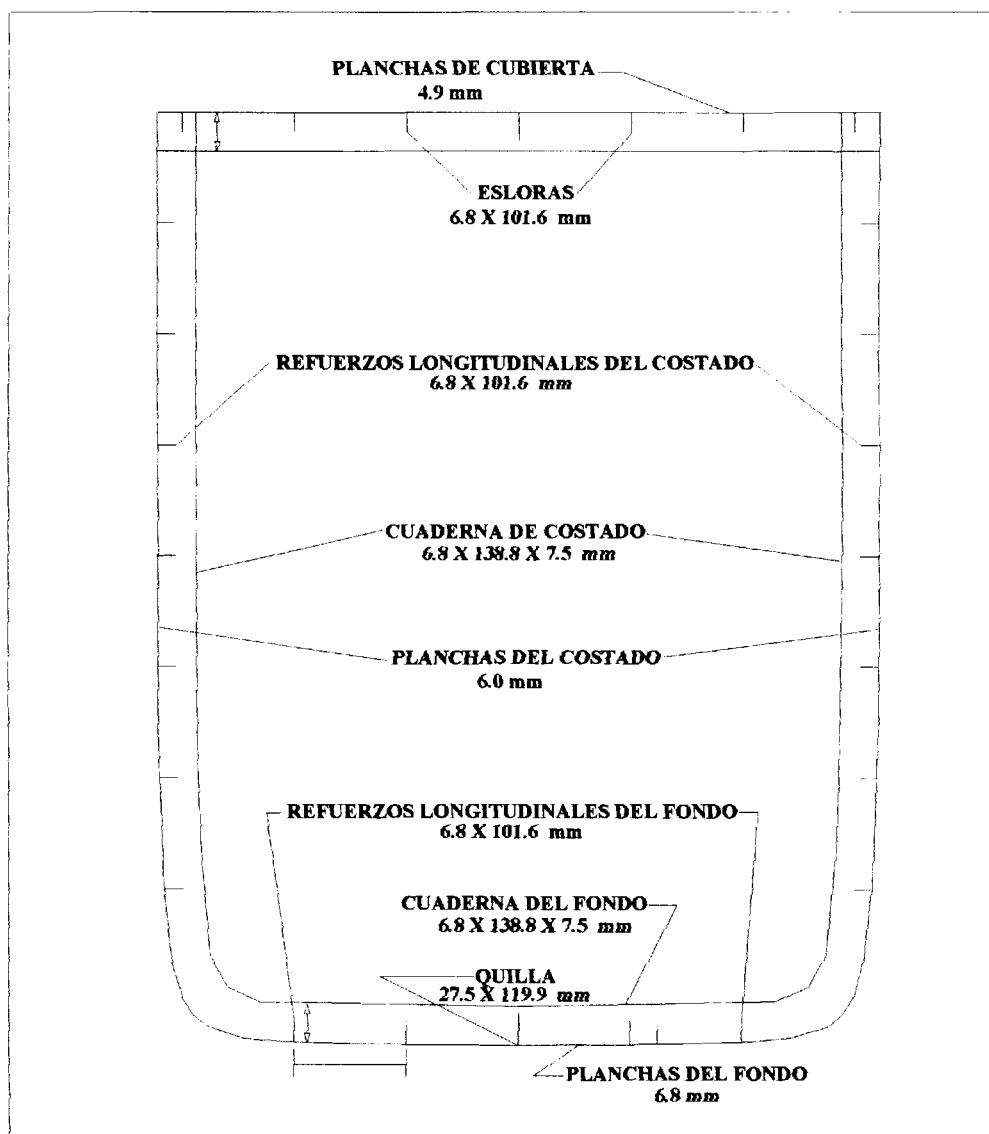 PLANCHAS DE CUBIERTA
4.9 mm
ESLORAS
6.8 X 101.6 mm
REFUERZOS LONGITUDINALES DEL COSTADO
6.8 X 101.6 mm
CUADERNA DE COSTADO
6.8 X 138.8 X 7.5 mm
PLANCHAS DEL COSTADO
6.0 mm
REFUERZOS LONGITUDINALES DEL FONDO
6.8 X 101.6 mm
CUADERNA DEL FONDO
6.8 X 138.8 X 7.5 mm
QUILLA
27.5 X 119.9 mm
PLANCHAS DEL FONDO
6.8 mm